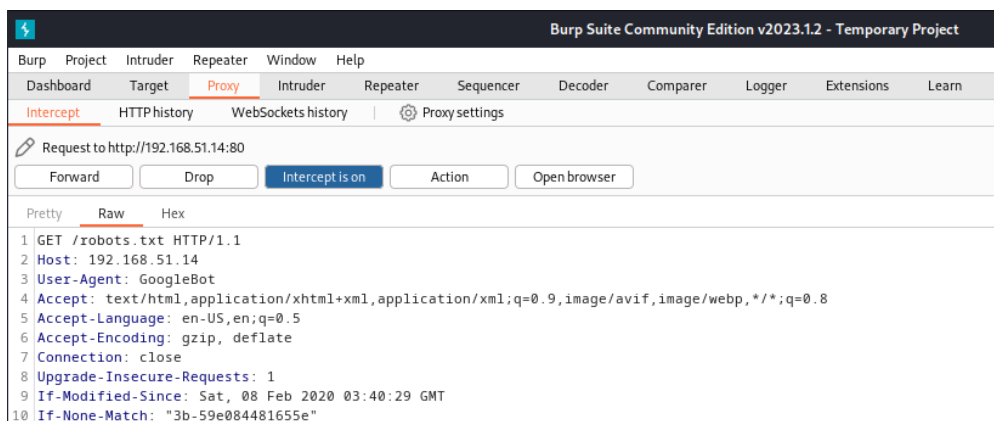 Burp Suite Community Edition v2023.1.2 - Temporary Project
Burp Project Intruder Repeater Window Help
Dashboard Target Proxy Intruder Repeater Sequencer Decoder Comparer Logger Extensions Learn
Intercept HTTP history WebSockets history Proxy settings
Request to http://192.168.51.14:80
Forward Drop Intercept is on Action Open browser
Pretty Raw Hex
1 GET /robots.txt HTTP/1.1
2 Host: 192.168.51.14
3 User-Agent: GoogleBot
4 Accept: text/html,application/xhtml+xml,application/xml;q=0.9,image/avif,image/webp,*/*;q=0.8
5 Accept-Language: en-US,en;q=0.5
6 Accept-Encoding: gzip, deflate
7 Connection: close
8 Upgrade-Insecure-Requests: 1
9 If-Modified-Since: Sat, 08 Feb 2020 03:40:29 GMT
10 If-None-Match: "3b-59e084481655e"